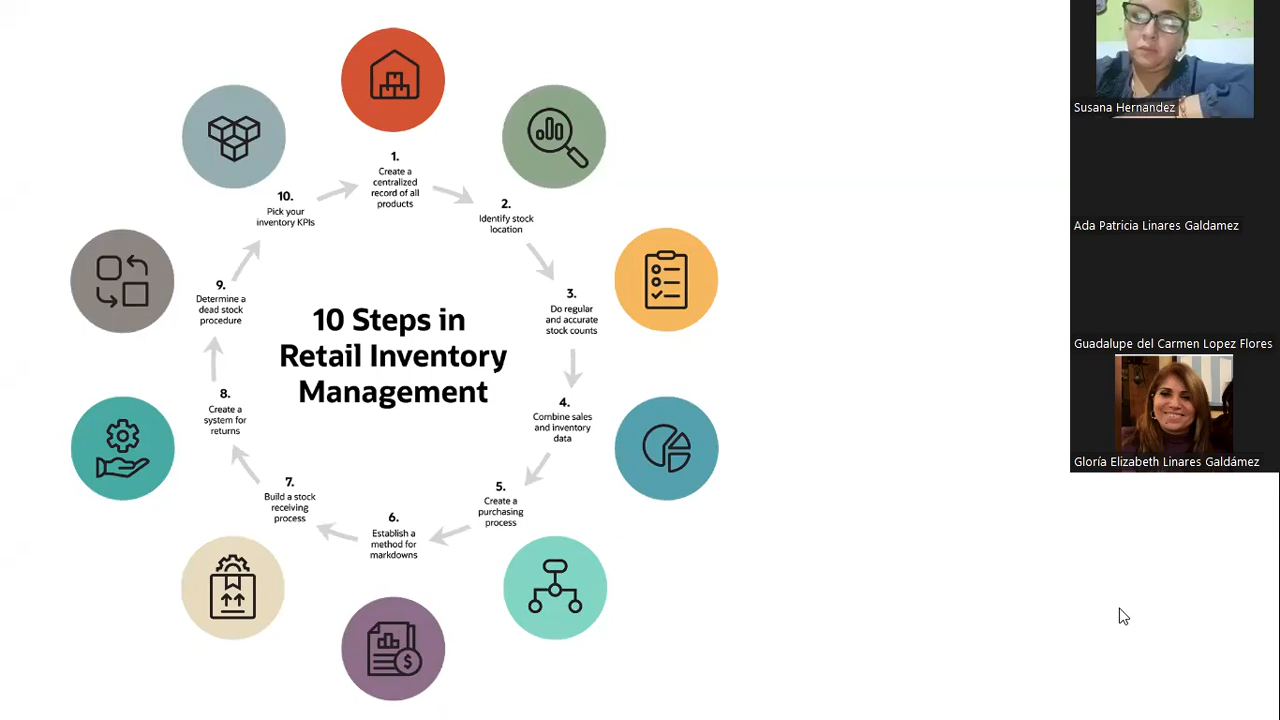 10 Steps in
Retail Inventory
Management
1.
Create a
centralized
record of all
products
2.
Identify stock
location
3.
Do regular
and accurate
stock counts
4.
Combine sales
and inventory
data
5.
Create a
purchasing
process
6.
Establish a
method for
markdowns
7.
Build a stock
receiving
process
8.
Create a
system for
returns
9.
Determine a
dead stock
procedure
10.
Pick your
inventory KPIs
Susana Hernandez
Ada Patricia Linares Galdamez
Guadalupe del Carmen Lopez Flores
Gloría Elizabeth Linares Galdámez